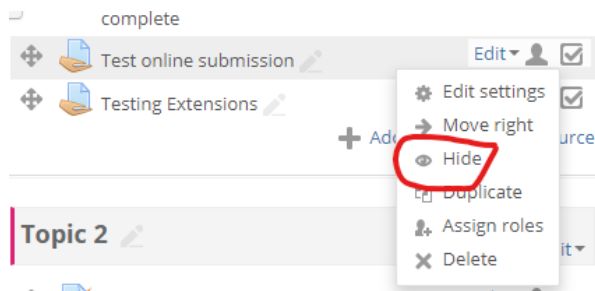 complete
Test online submission
Edit
Testing Extensions
Edit settings
Move right
Hide
Duplicate
Assign roles
Delete
Topic 2